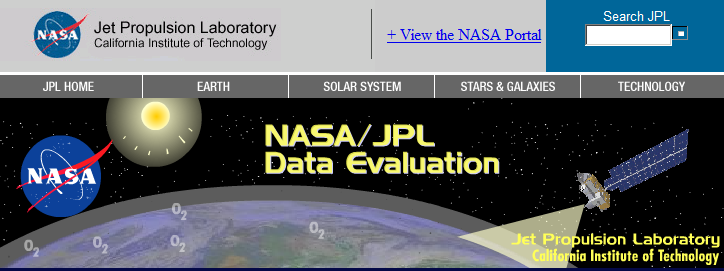 NASA
Jet Propulsion Laboratory
California Institute of Technology
+ View the NASA Portal
Search JPL
JPL HOME
EARTH
SOLAR SYSTEM
STARS & GALAXIES
TECHNOLOGY
NASA/JPL
Data Evaluation
NASA
O2
O2
O2
O2
O2
Jet Propulsion Laboratory
California Institute of Technology